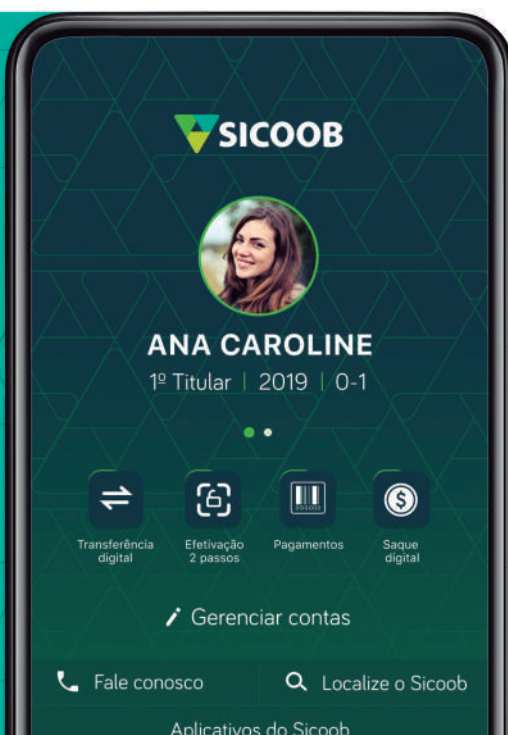 SICOOB
ANA CAROLINE
1º Titular | 2019 | 0-1
Transferência
digital
Efetivação
2 passos
Pagamentos
Saque
digital
Gerenciar contas
Fale conosco
Localize o Sicoob
Aplicativos do Sicoob